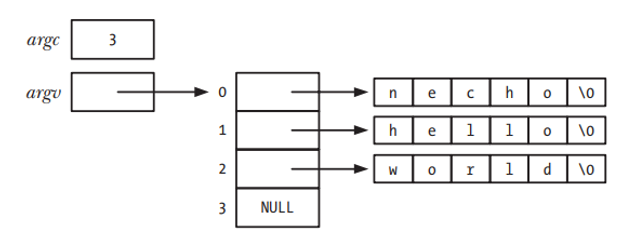 argc 3
argv 0 n e c h o \0
1 h e l l o \0
2 w o r l d \0
3 NULL